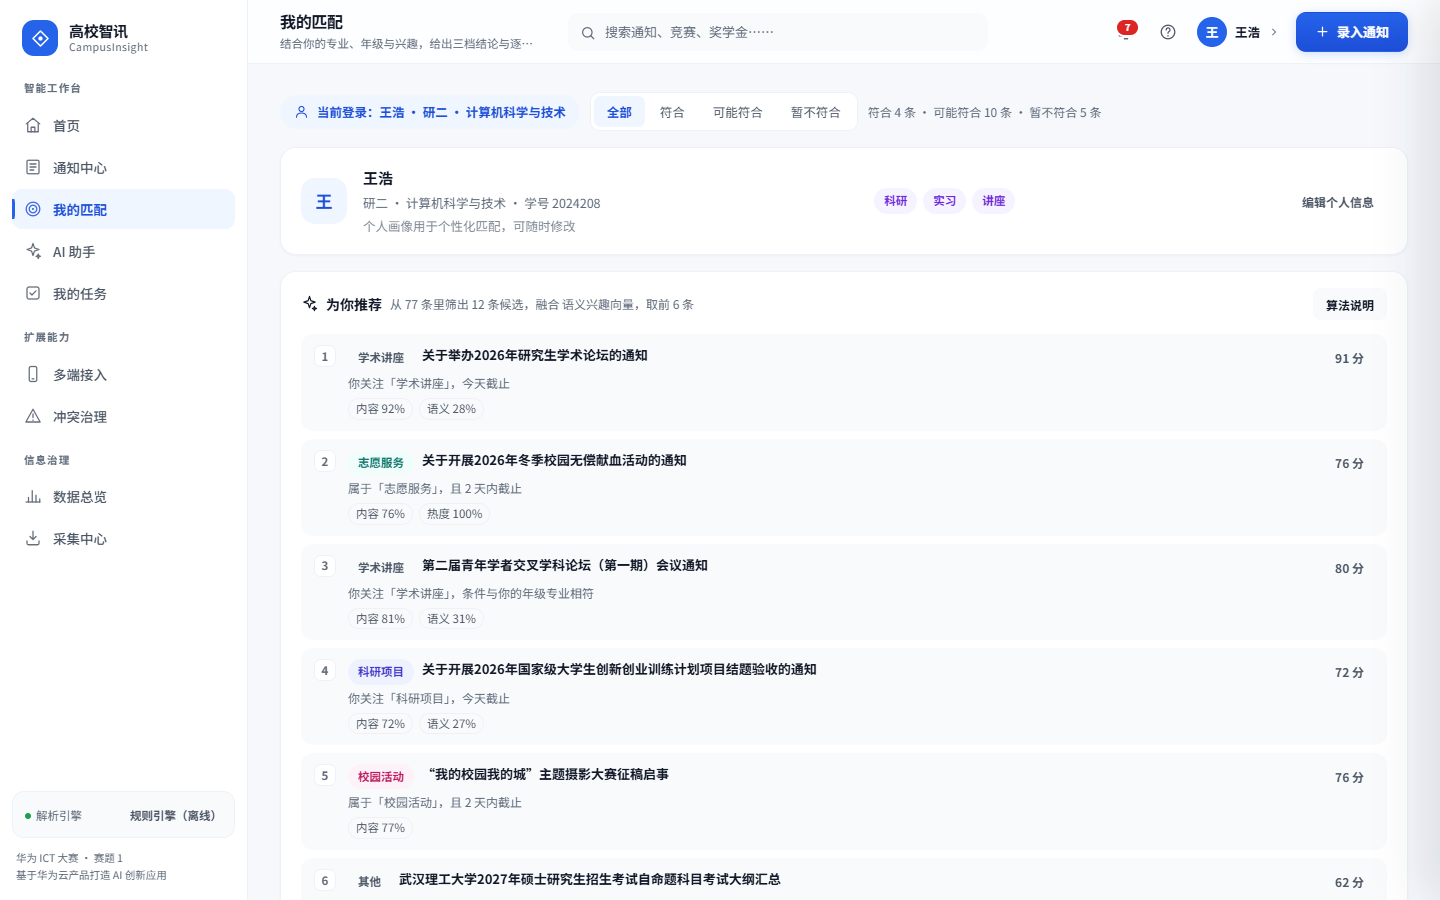 高校智讯
CampusInsight
智能工作台
首页
通知中心
我的匹配
AI 助手
我的任务
扩展能力
多端接入
冲突治理
信息治理
数据总览
采集中心
解析引擎 规则引擎（离线）
华为 ICT 大赛 · 赛题 1
基于华为云产品打造 AI 创新应用
我的匹配
结合你的专业、年级与兴趣，给出三档结论与逐…
搜索通知、竞赛、奖学金……
7
王 王浩
录入通知
当前登录：王浩 · 研二 · 计算机科学与技术
全部 符合 可能符合 暂不符合
符合 4 条 · 可能符合 10 条 · 暂不符合 5 条
王
王浩
研二 · 计算机科学与技术 · 学号 2024208
个人画像用于个性化匹配，可随时修改
科研 实习 讲座
编辑个人信息
为你推荐 从 77 条里筛出 12 条候选，融合 语义兴趣向量，取前 6 条
算法说明
1 学术讲座 关于举办2026年研究生学术论坛的通知 91 分
你关注「学术讲座」，今天截止
内容 92% 语义 28%
2 志愿服务 关于开展2026年冬季校园无偿献血活动的通知 76 分
属于「志愿服务」，且 2 天内截止
内容 76% 热度 100%
3 学术讲座 第二届青年学者交叉学科论坛（第一期）会议通知 80 分
你关注「学术讲座」，条件与你的年级专业相符
内容 81% 语义 31%
4 科研项目 关于开展2026年国家级大学生创新创业训练计划项目结题验收的通知 72 分
你关注「科研项目」，今天截止
内容 72% 语义 27%
5 校园活动 “我的校园我的城”主题摄影大赛征稿启事 76 分
属于「校园活动」，且 2 天内截止
内容 77%
6 其他 武汉理工大学2027年硕士研究生招生考试自命题科目考试大纲汇总 62 分